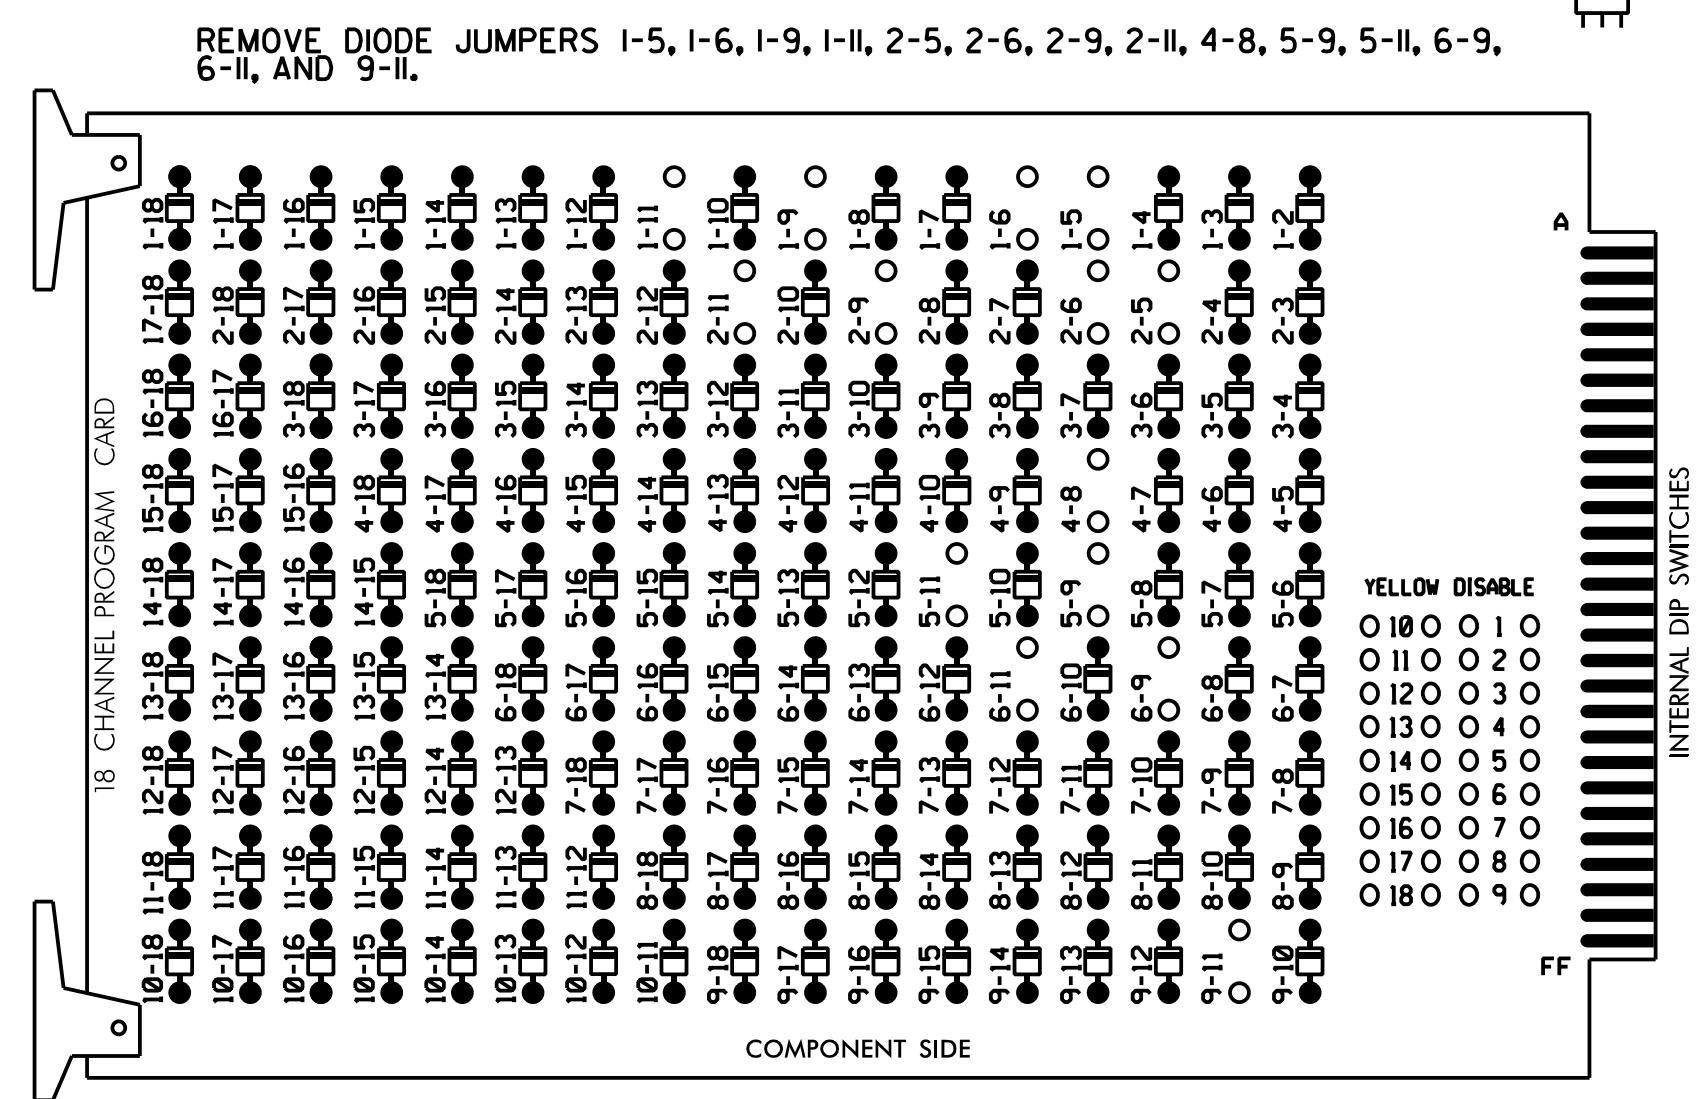 REMOVE DIODE JUMPERS 1-5, 1-6, 1-9, 1-11, 2-5, 2-6, 2-9, 2-11, 4-8, 5-9, 5-11, 6-9,
6-11, AND 9-11.
1-18 1-17 1-16 1-15 1-14 1-13 1-12 1-11 1-10 1-9 1-8 1-7 1-6 1-5 1-4 1-3 1-2
A
17-18 2-18 2-17 2-16 2-15 2-14 2-13 2-12 2-11 2-10 2-9 2-8 2-7 2-6 2-5 2-4 2-3
16-18 16-17 3-18 3-17 3-16 3-15 3-14 3-13 3-12 3-11 3-10 3-9 3-8 3-7 3-6 3-5 3-4
15-18 15-17 15-16 4-18 4-17 4-16 4-15 4-14 4-13 4-12 4-11 4-10 4-9 4-8 4-7 4-6 4-5
14-18 14-17 14-16 14-15 5-18 5-17 5-16 5-15 5-14 5-13 5-12 5-11 5-10 5-9 5-8 5-7 5-6
13-18 13-17 13-16 13-15 13-14 6-18 6-17 6-16 6-15 6-14 6-13 6-12 6-11 6-10 6-9 6-8 6-7
12-18 12-17 12-16 12-15 12-14 12-13 7-18 7-17 7-16 7-15 7-14 7-13 7-12 7-11 7-10 7-9 7-8
11-18 11-17 11-16 11-15 11-14 11-13 11-12 8-18 8-17 8-16 8-15 8-14 8-13 8-12 8-11 8-10 8-9
10-18 10-17 10-16 10-15 10-14 10-13 10-12 10-11 9-18 9-17 9-16 9-15 9-14 9-13 9-12 9-11 9-10
18 CHANNEL PROGRAM CARD
YELLOW DISABLE
10 1
11 2
12 3
13 4
14 5
15 6
16 7
17 8
18 9
FF
INTERNAL DIP SWITCHES
COMPONENT SIDE